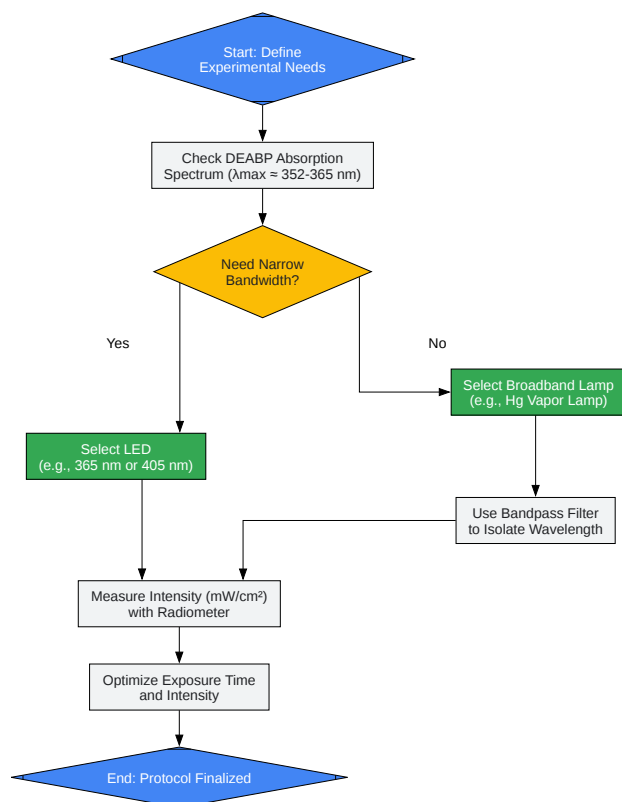 Start: Define
Experimental Needs
Check DEABP Absorption
Spectrum (λmax ≈ 352-365 nm)
Need Narrow
Bandwidth?
Yes
No
Select Broadband Lamp
(e.g., Hg Vapor Lamp)
Select LED
(e.g., 365 nm or 405 nm)
Use Bandpass Filter
to Isolate Wavelength
Measure Intensity (mW/cm²)
with Radiometer
Optimize Exposure Time
and Intensity
End: Protocol Finalized